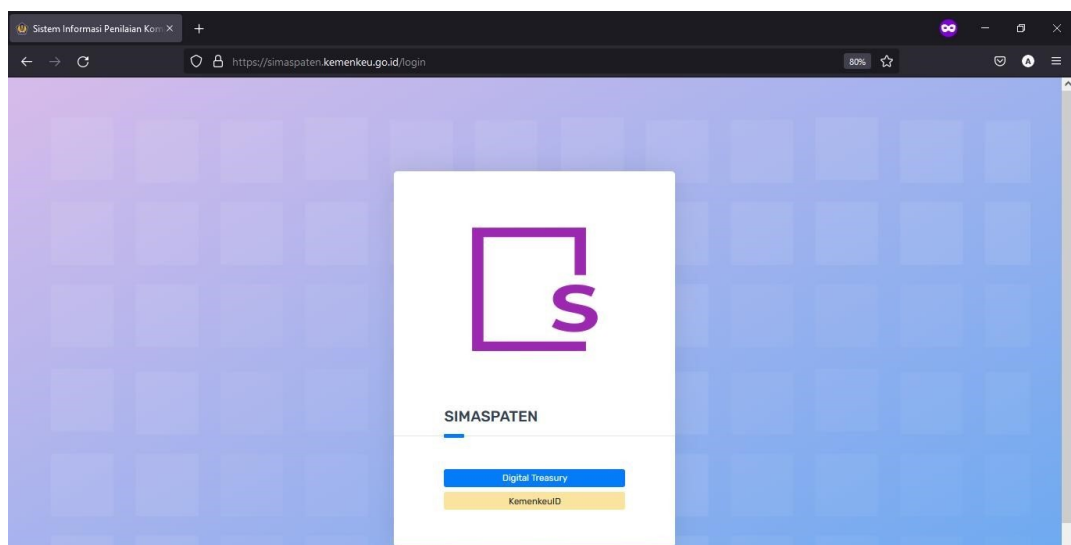 Sistem Informasi Penilaian Kom
https://simaspaten.kemenkeu.go.id/login
80%
A
S
SIMASPATEN
Digital Treasury
KemenkeuID